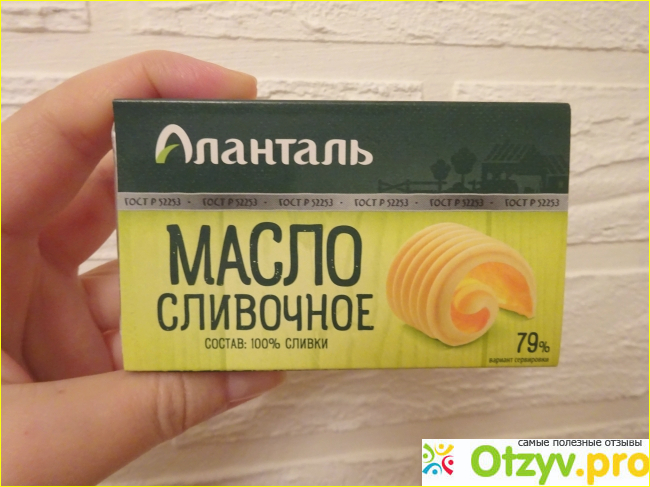 Аланталь
ГОСТ Р 52253 - ГОСТ Р 52253 - ГОСТ Р 52253 - ГОСТ Р 52253 - ГОСТ Р 52253 - ГОСТ Р 52253
МАСЛО
СЛИВОЧНОЕ
СОСТАВ: 100% СЛИВКИ
79%
вариант сервировки
самые полезные отзывы
Otzyv.pro